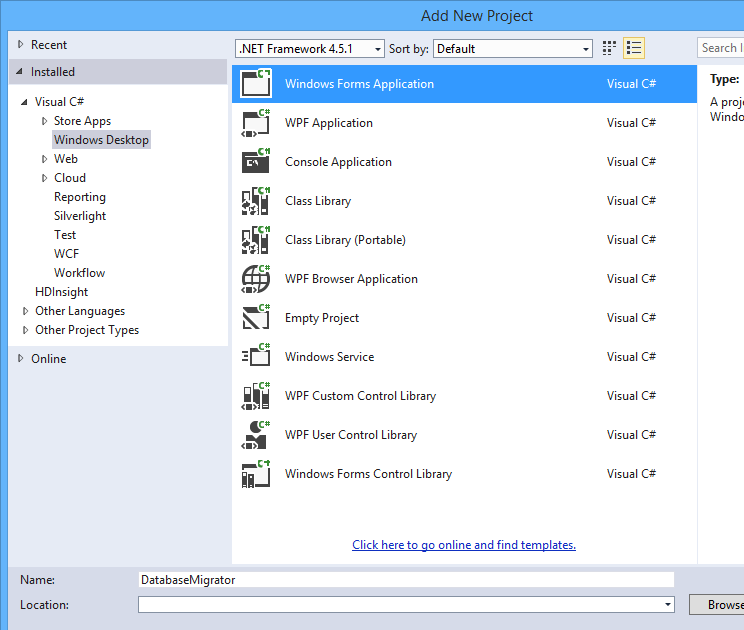 Add New Project
Recent
Installed
Visual C#
Store Apps
Windows Desktop
Web
Cloud
Reporting
Silverlight
Test
WCF
Workflow
HDInsight
Other Languages
Other Project Types
Online
.NET Framework 4.5.1 Sort by: Default
Search I
Windows Forms Application Visual C#
WPF Application Visual C#
Console Application Visual C#
Class Library Visual C#
Class Library (Portable) Visual C#
WPF Browser Application Visual C#
Empty Project Visual C#
Windows Service Visual C#
WPF Custom Control Library Visual C#
WPF User Control Library Visual C#
Windows Forms Control Library Visual C#
Click here to go online and find templates.
Type:
A proje
Windo
Name: DatabaseMigrator
Location: Browse